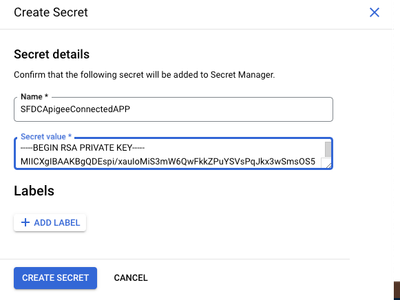 Create Secret
Secret details
Confirm that the following secret will be added to Secret Manager.
Name *
SFDCApigeeConnectedAPP
Secret value *
-----BEGIN RSA PRIVATE KEY-----
MIICXgIBAAKBgQDEspi/xauIoMiS3mW6QwFkkZPuYSVsPqJkx3wSmsOS5
Labels
+ ADD LABEL
CREATE SECRET
CANCEL